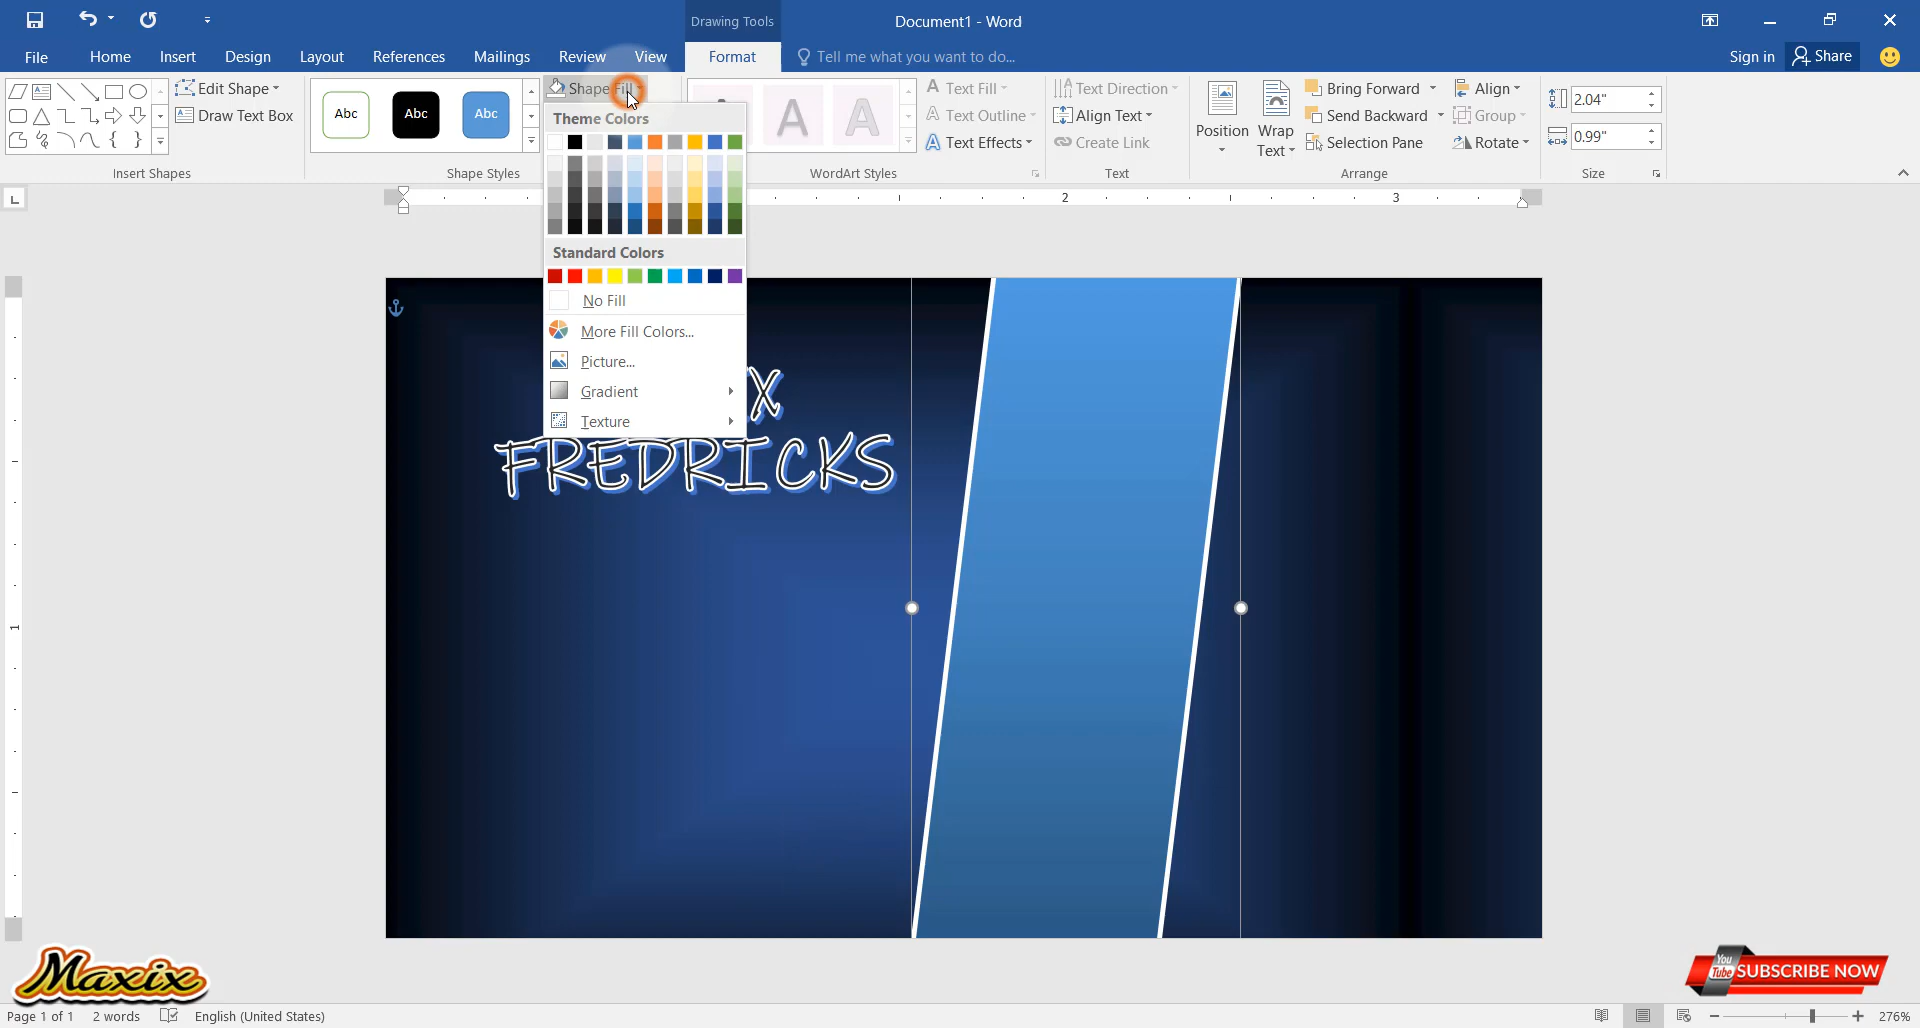 Drawing Tools
Document1 - Word
File Home Insert Design Layout References Mailings Review View Format Tell me what you want to do... Sign in Share
Edit Shape
Draw Text Box
Insert Shapes
Abc Abc Abc
Shape Styles
Shape Fill
Theme Colors
Standard Colors
No Fill
More Fill Colors...
Picture...
Gradient
Texture
A A
WordArt Styles
Text Fill
Text Outline
Text Effects
Text Direction
Align Text
Create Link
Text
Position
Wrap
Text
Bring Forward
Send Backward
Selection Pane
Align
Group
Rotate
Arrange
2.04"
0.99"
Size
2 3
1
X
FREDRICKS
Maxix
You
Tube SUBSCRIBE NOW
Page 1 of 1 2 words English (United States) 276%